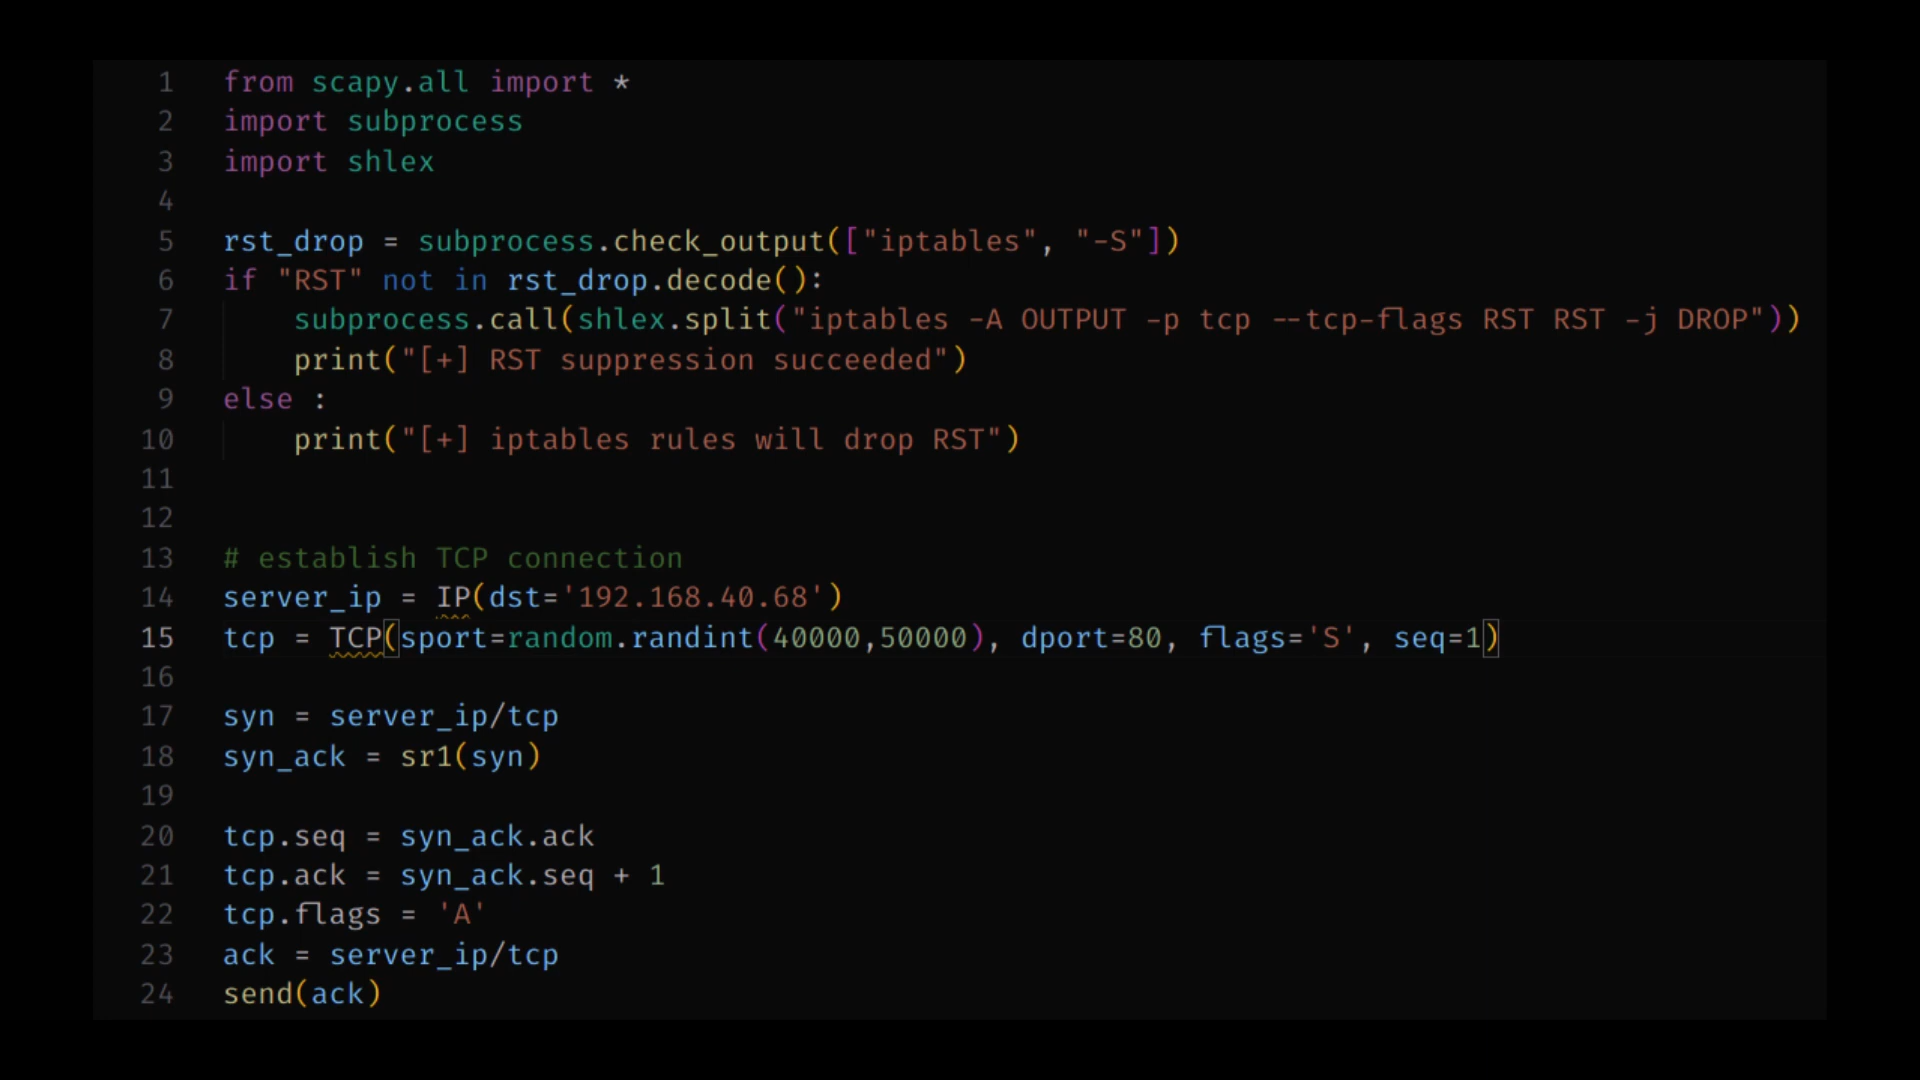 1 from scapy.all import *
2 import subprocess
3 import shlex
4
5 rst_drop = subprocess.check_output(["iptables", "-S"])
6 if "RST" not in rst_drop.decode():
7     subprocess.call(shlex.split("iptables -A OUTPUT -p tcp --tcp-flags RST RST -j DROP"))
8     print("[+] RST suppression succeeded")
9 else :
10     print("[+] iptables rules will drop RST")
11
12
13 # establish TCP connection
14 server_ip = IP(dst='192.168.40.68')
15 tcp = TCP(sport=random.randint(40000,50000), dport=80, flags='S', seq=1)
16
17 syn = server_ip/tcp
18 syn_ack = sr1(syn)
19
20 tcp.seq = syn_ack.ack
21 tcp.ack = syn_ack.seq + 1
22 tcp.flags = 'A'
23 ack = server_ip/tcp
24 send(ack)